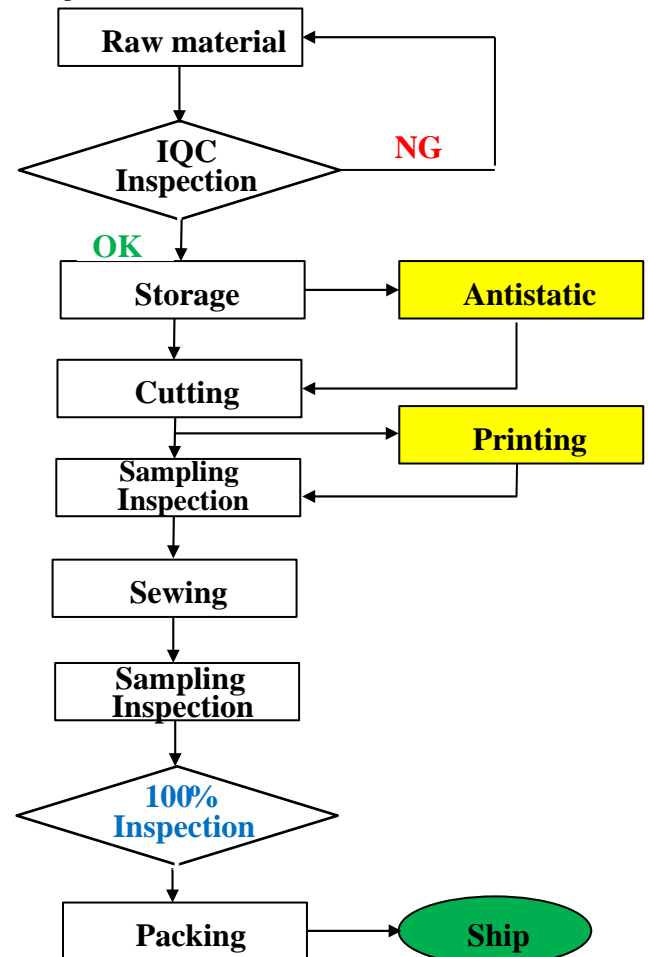 Raw material
IQC
Inspection
NG
OK
Storage
Antistatic
Cutting
Printing
Sampling
Inspection
Sewing
Sampling
Inspection
100%
Inspection
Packing
Ship